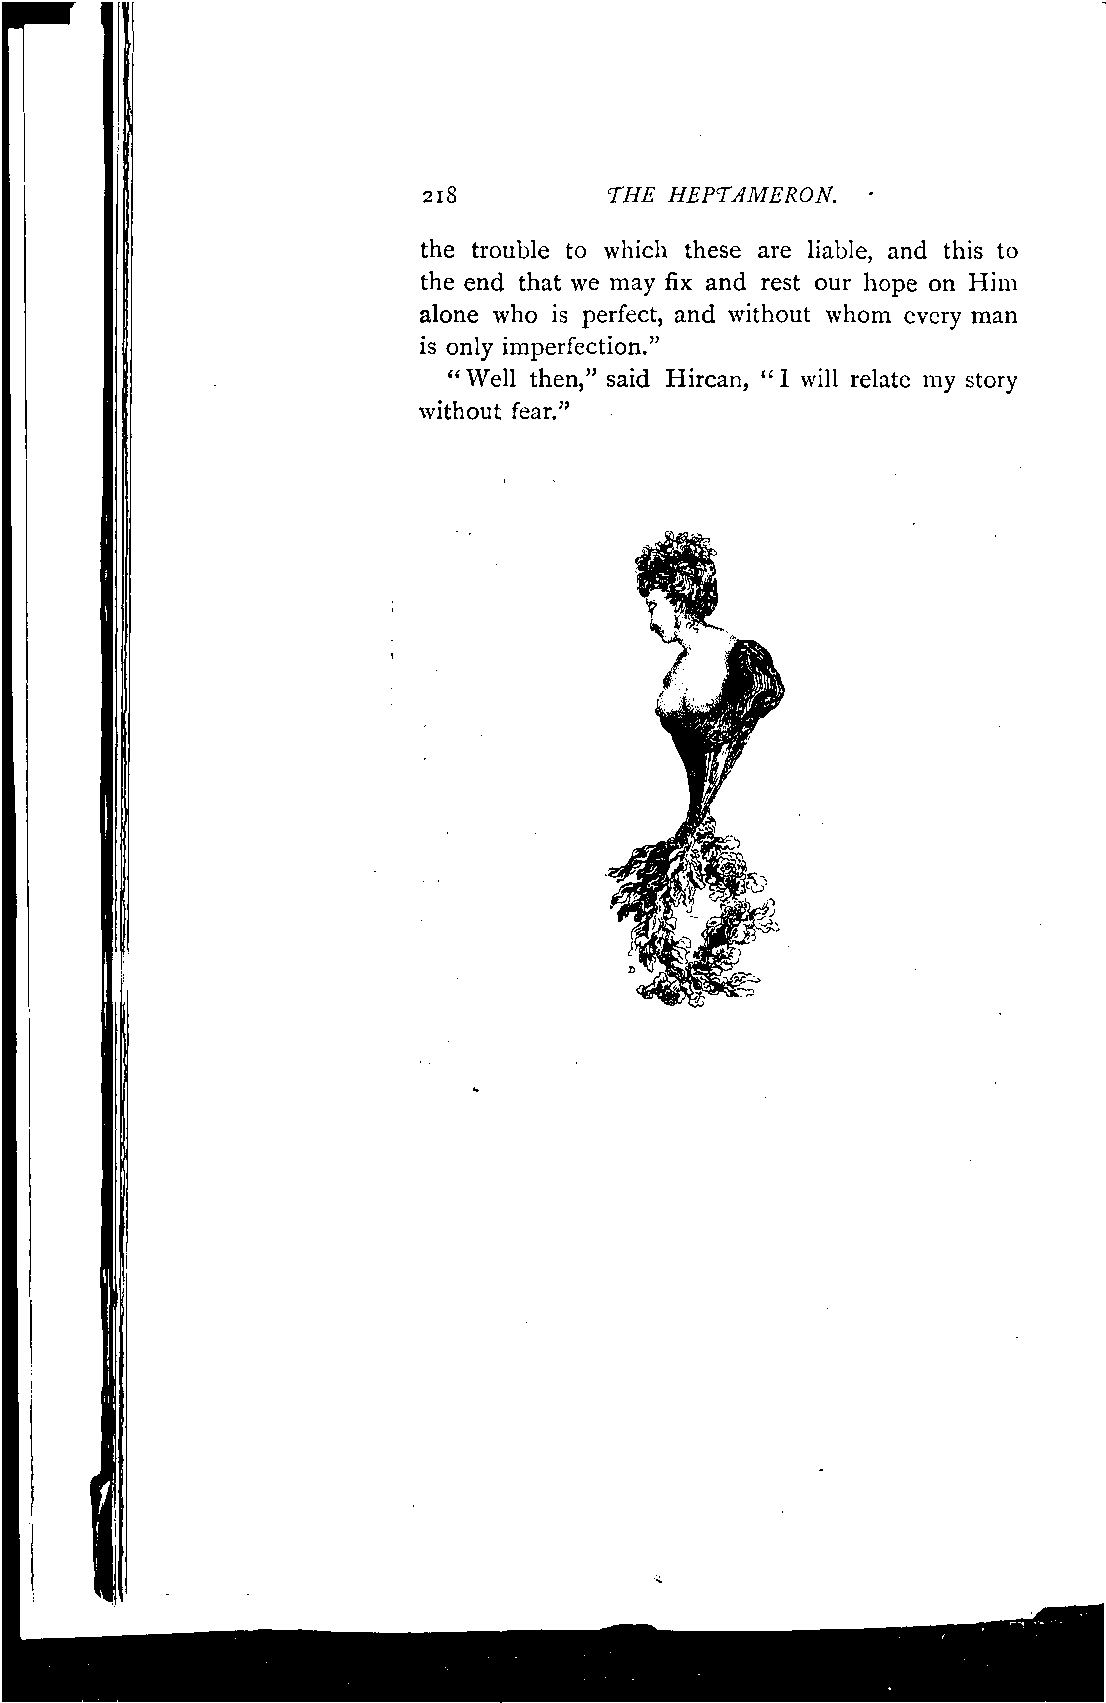 218 THE HEPTAMERON.
the trouble to which these are liable, and this to
the end that we may fix and rest our hope on Him
alone who is perfect, and without whom every man
is only imperfection.”
“Well then,” said Hircan, “I will relate my story
without fear.”
D